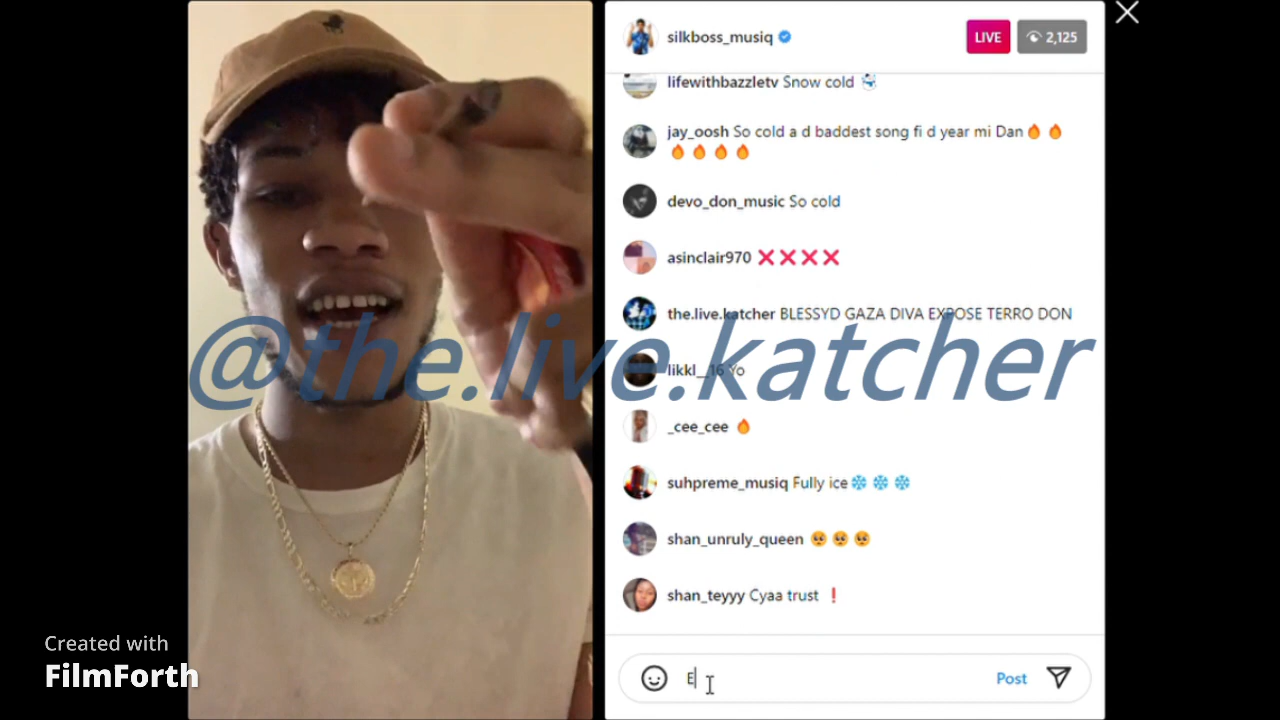 silkboss_musiq
LIVE
2,125
lifewithbazzletv Snow cold
jay_oosh So cold a d baddest song fi d year mi Dan🔥 🔥
🔥 🔥 🔥 🔥
devo_don_music So cold
asinclair970 ❌❌❌❌
the.live.katcher BLESSYD GAZA DIVA EXPOSE TERRO DON
@the.live.katcher
likkl__16 Yo
_cee_cee 🔥
suhpreme_musiq Fully ice❄️ ❄️ ❄️
shan_unruly_queen 🥺 🥺 🥺
shan_teyyy Cyaa trust ❗
Created with
FilmForth
E
Post